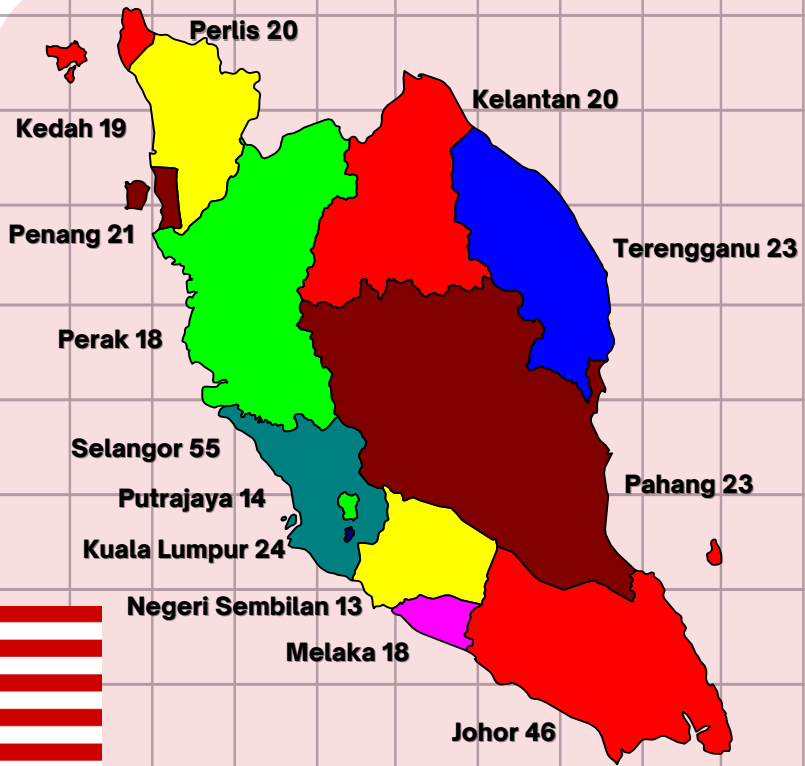 Perlis 20
Kelantan 20
Kedah 19
Penang 21
Terengganu 23
Perak 18
Selangor 55
Pahang 23
Putrajaya 14
Kuala Lumpur 24
Negeri Sembilan 13
Melaka 18
Johor 46